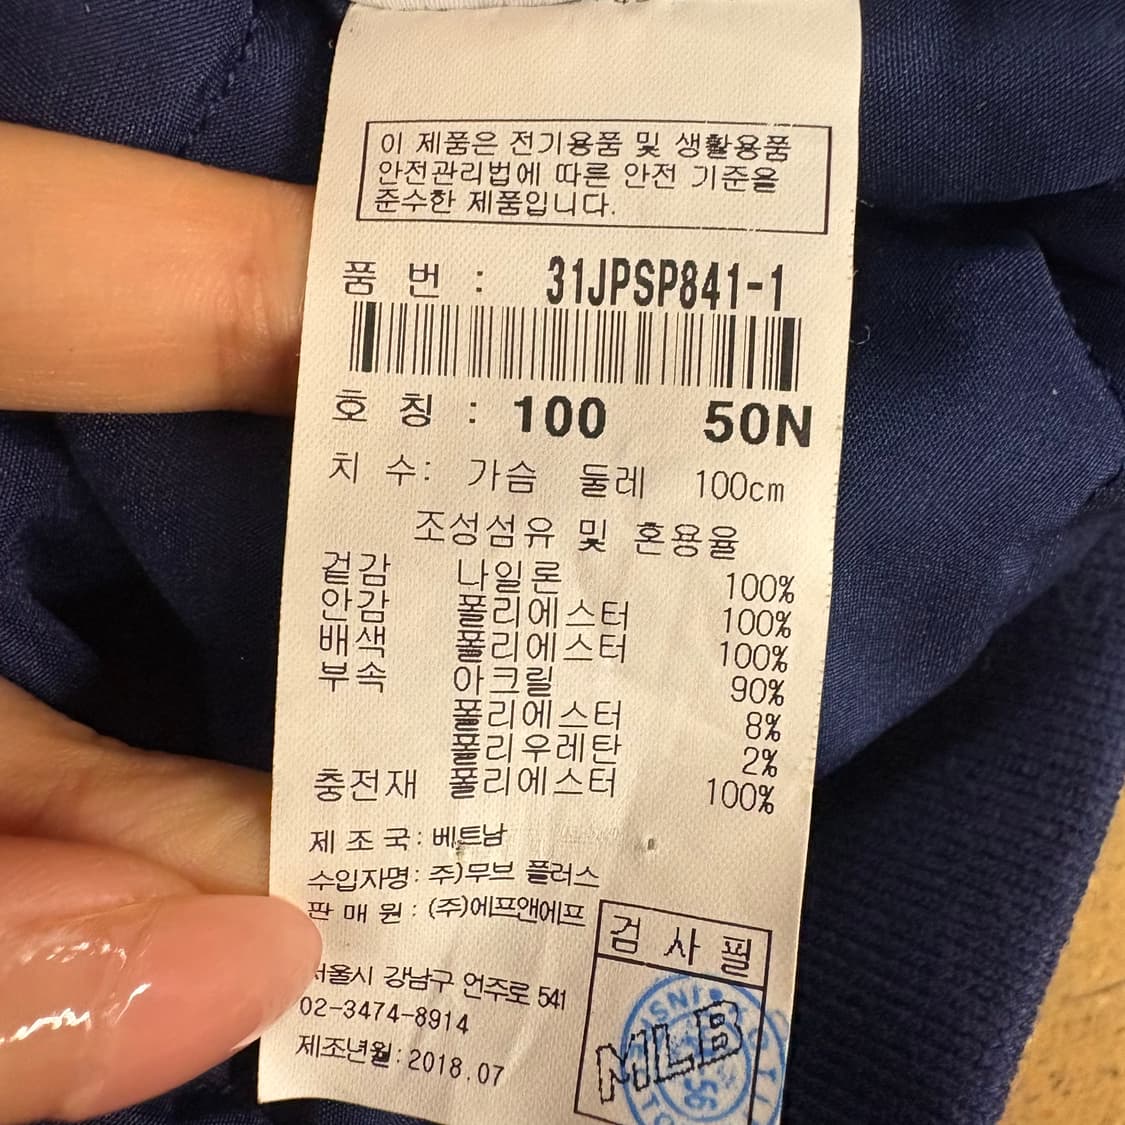 이 제품은 전기용품 및 생활용품
안전관리법에 따른 안전 기준을
준수한 제품입니다.
품 번 : 31JPSP841-1
호 칭 : 100 50N
치 수: 가슴 둘레 100cm
조성섬유 및 혼용율
겉감 나일론 100%
안감 폴리에스터 100%
배색 폴리에스터 100%
부속 아크릴 90%
폴리에스터 8%
폴리우레탄 2%
충전재 폴리에스터 100%
제 조 국: 베트남
수입자명: 주)무브 플러스
판 매 원 : (주)에프앤에프
서울시 강남구 언주로 541
02-3474-8914
제조년월: 2018.07
검 사 필
MLB
56